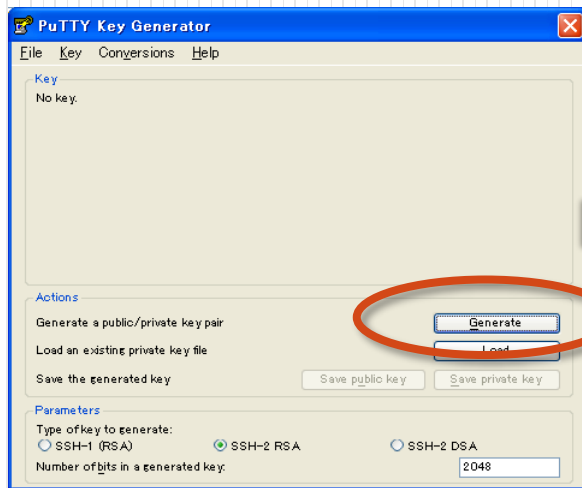 PuTTY Key Generator
File Key Conversions Help
Key
No key.
Actions
Generate a public/private key pair
Generate
Load an existing private key file
Load
Save the generated key
Save public key
Save private key
Parameters
Type of key to generate:
SSH-1 (RSA)
SSH-2 RSA
SSH-2 DSA
Number of bits in a generated key:
2048